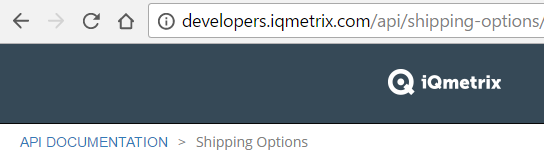 developers.iqmetrix.com/api/shipping-options/
iQmetrix
API DOCUMENTATION > Shipping Options